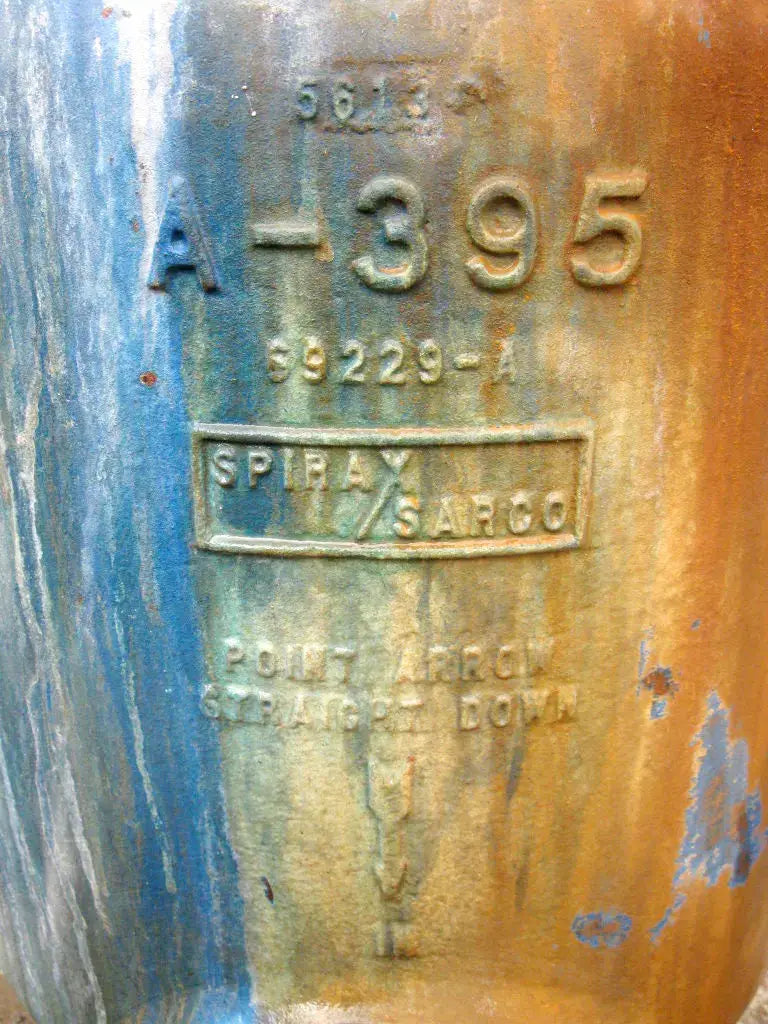 5613
A-395
69229-A
SPIRAX
/SARCO
POINT ARROW
STRAIGHT DOWN